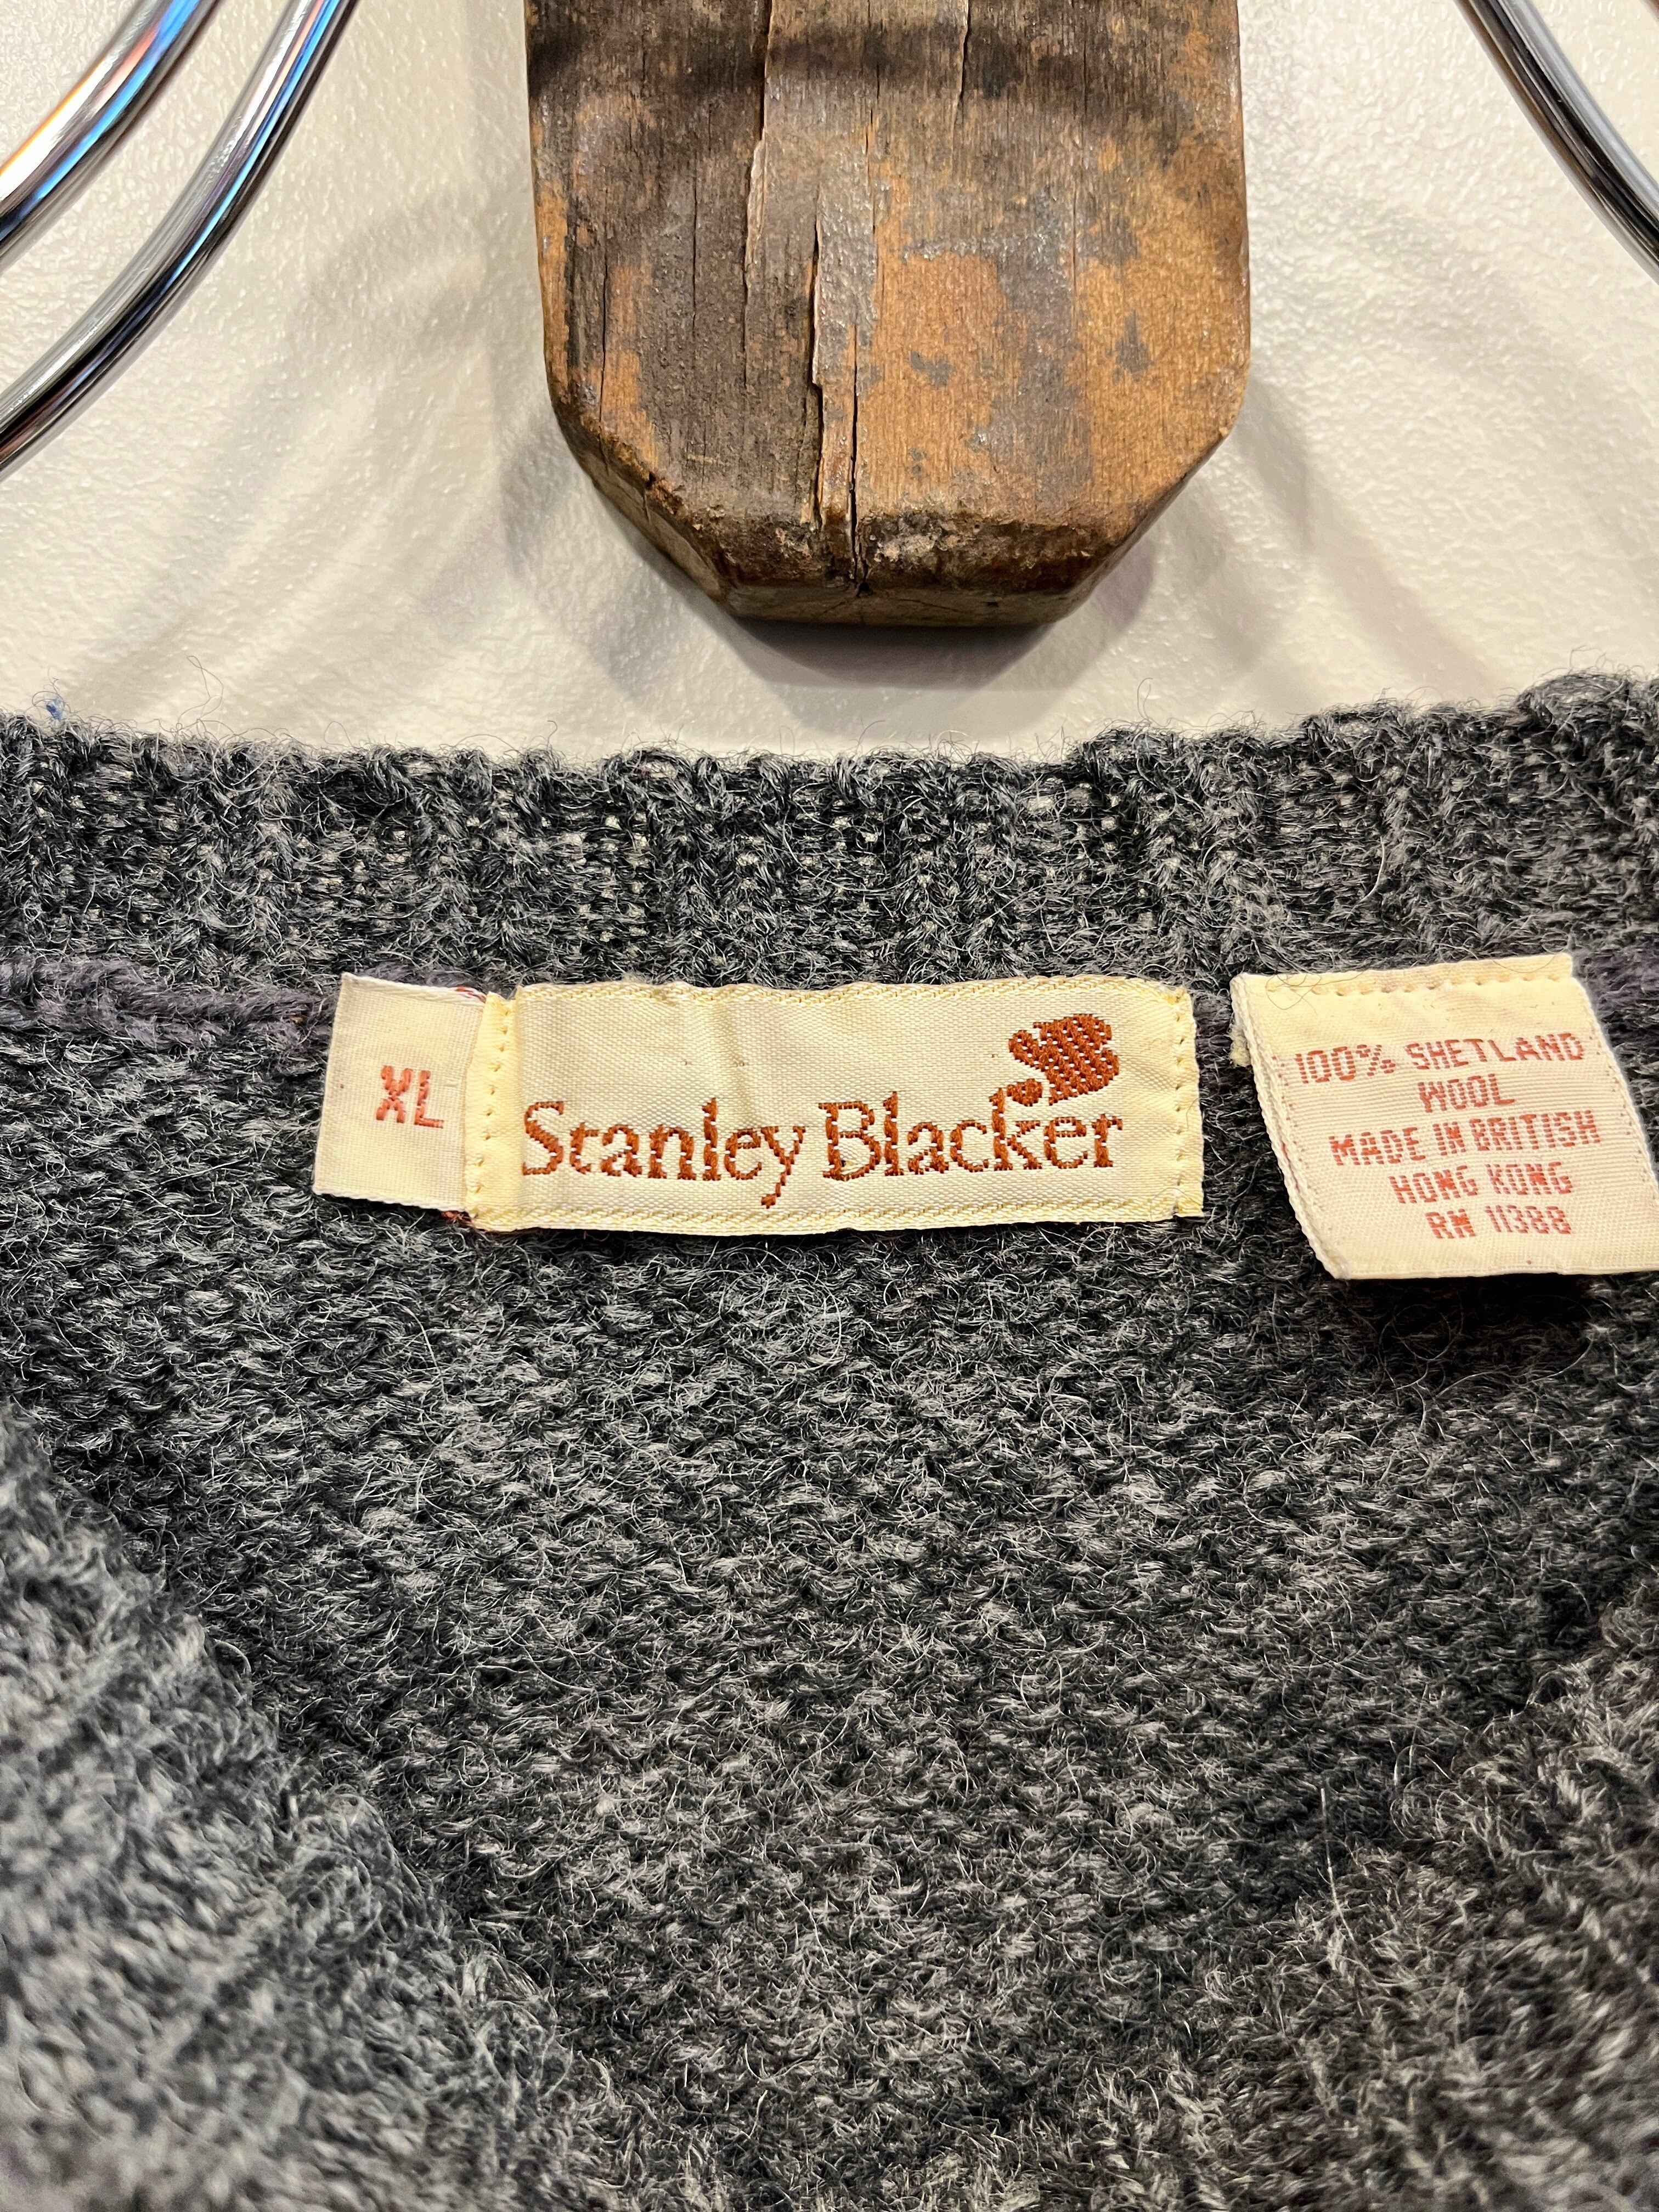 XL
Stanley Blacker
100% SHETLAND
WOOL
MADE IN BRITISH
HONG KONG
RN 11388